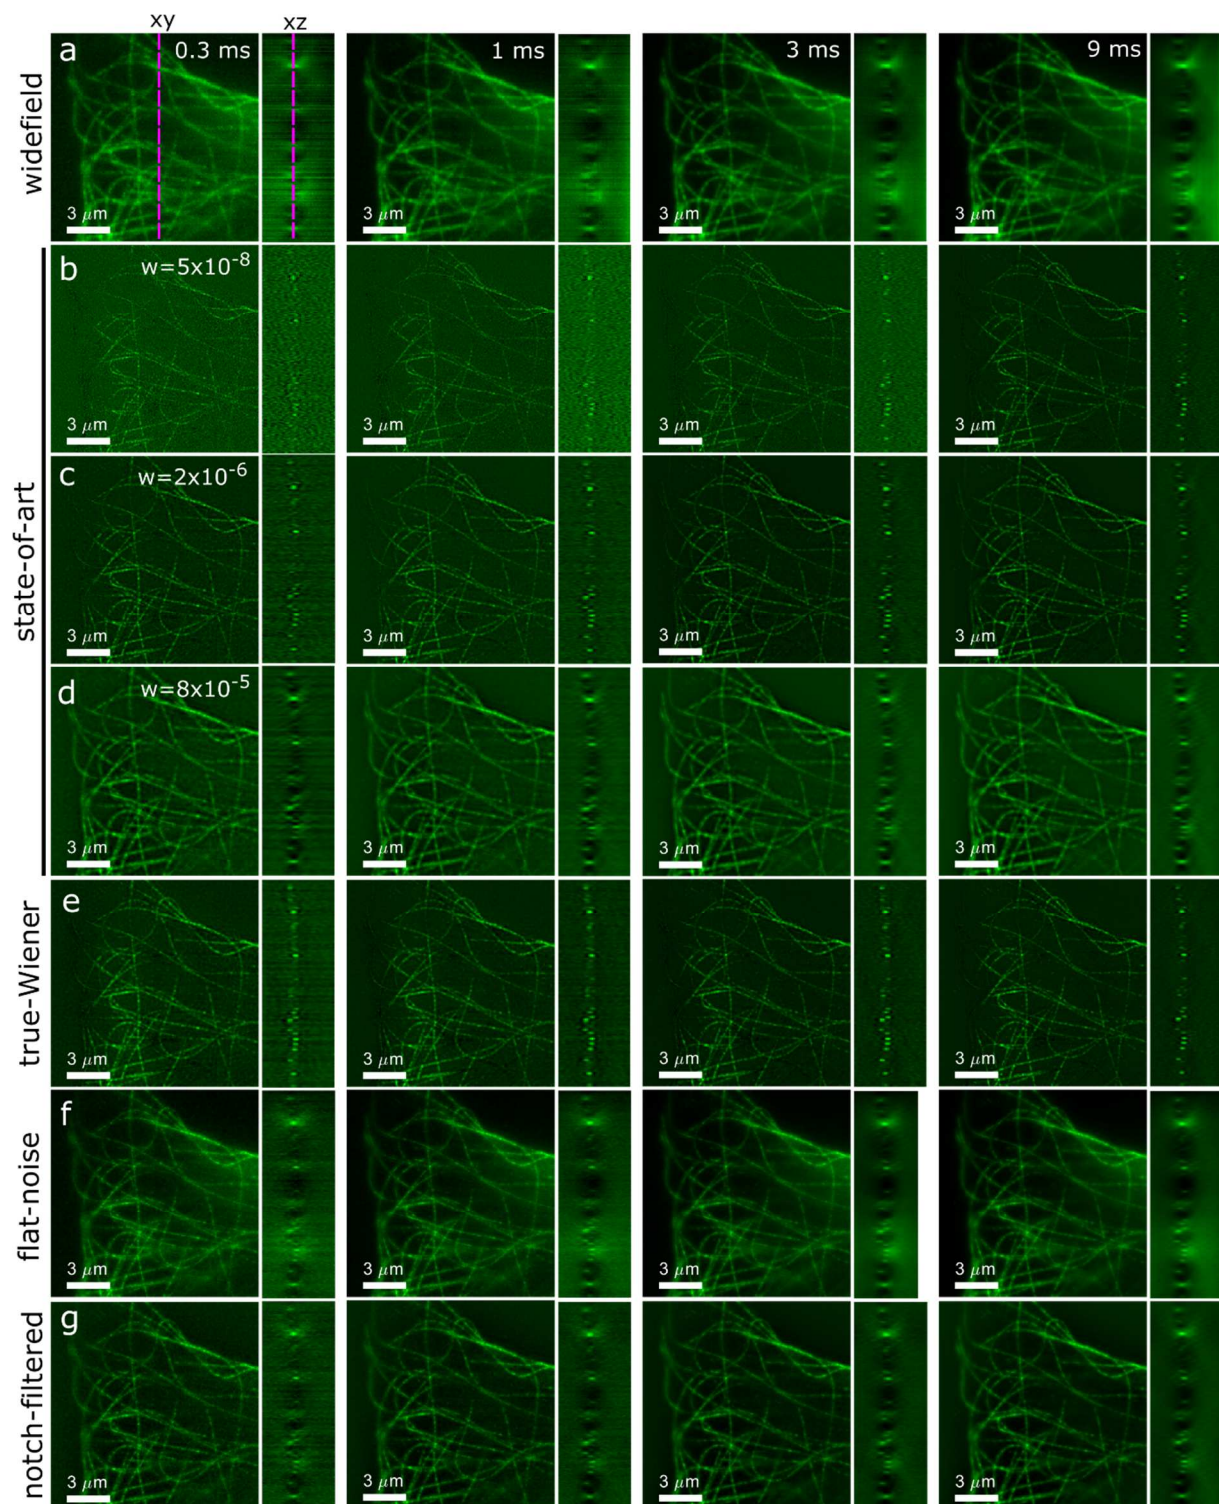 xy xz
a 0.3 ms 1 ms 3 ms 9 ms
widefield
3 μm 3 μm 3 μm 3 μm
b w=5x10⁻⁸
3 μm 3 μm 3 μm 3 μm
state-of-art
c w=2x10⁻⁶
3 μm 3 μm 3 μm 3 μm
d w=8x10⁻⁵
3 μm 3 μm 3 μm 3 μm
e
true-Wiener
3 μm 3 μm 3 μm 3 μm
f
flat-noise
3 μm 3 μm 3 μm 3 μm
g
notch-filtered
3 μm 3 μm 3 μm 3 μm